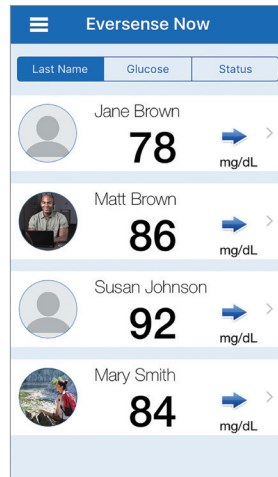 Eversense Now
Last Name Glucose Status
Jane Brown
78
mg/dL
Matt Brown
86
mg/dL
Susan Johnson
92
mg/dL
Mary Smith
84
mg/dL